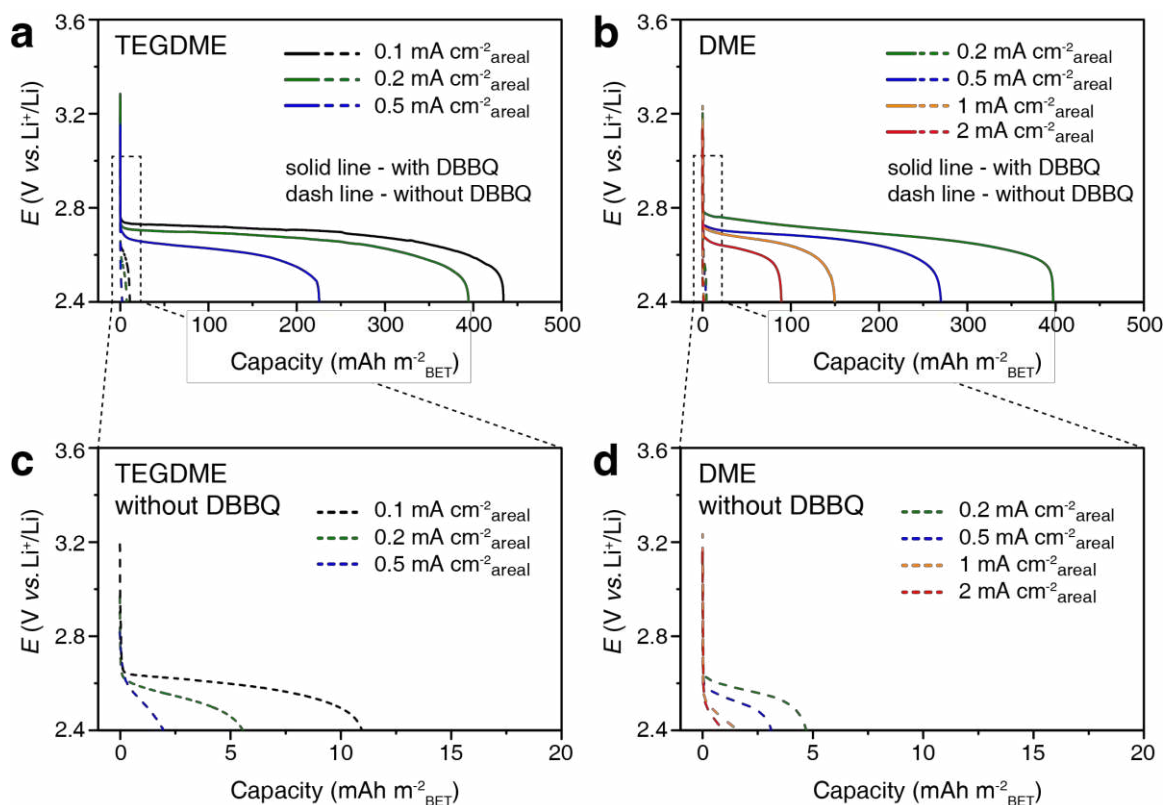 a
TEGDME
0.1 mA cm-2areal
0.2 mA cm-2areal
0.5 mA cm-2areal
solid line - with DBBQ
dash line - without DBBQ
E (V vs. Li+/Li)
3.6
3.2
2.8
2.4
0 100 200 300 400 500
Capacity (mAh m-2BET)
b
DME
0.2 mA cm-2areal
0.5 mA cm-2areal
1 mA cm-2areal
2 mA cm-2areal
solid line - with DBBQ
dash line - without DBBQ
E (V vs. Li+/Li)
3.6
3.2
2.8
2.4
0 100 200 300 400 500
Capacity (mAh m-2BET)
c
TEGDME
without DBBQ
0.1 mA cm-2areal
0.2 mA cm-2areal
0.5 mA cm-2areal
E (V vs. Li+/Li)
3.6
3.2
2.8
2.4
0 5 10 15 20
Capacity (mAh m-2BET)
d
DME
without DBBQ
0.2 mA cm-2areal
0.5 mA cm-2areal
1 mA cm-2areal
2 mA cm-2areal
E (V vs. Li+/Li)
3.6
3.2
2.8
2.4
0 5 10 15 20
Capacity (mAh m-2BET)